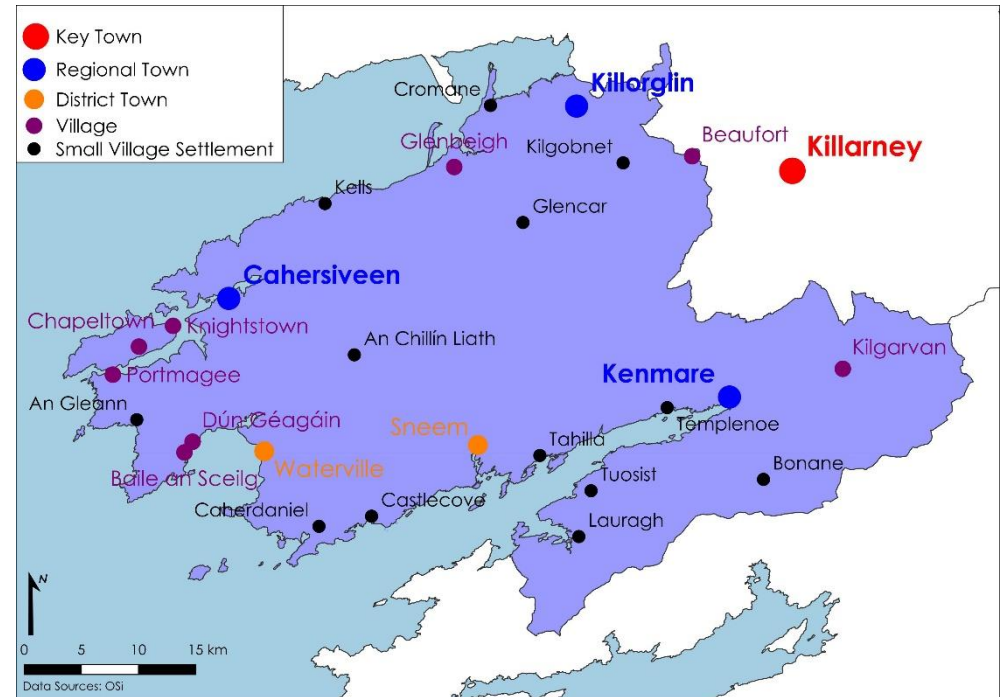 Key Town
Regional Town
District Town
Village
Small Village Settlement
Cromane
Killorglin
Glenbeigh
Kilgobnet
Beaufort
Killarney
Kells
Glencar
Cahersiveen
Chapeltown
Knightstown
An Chillín Liath
Portmagee
Kenmare
Kilgarvan
An Gleann
Dún Géagáin
Sneem
Templenoe
Baile an Sceilg
Waterville
Tahilla
Tuosist
Bonane
Caherdaniel
Castlecove
Lauragh
N
0 5 10 15 km
Data Sources: OSi